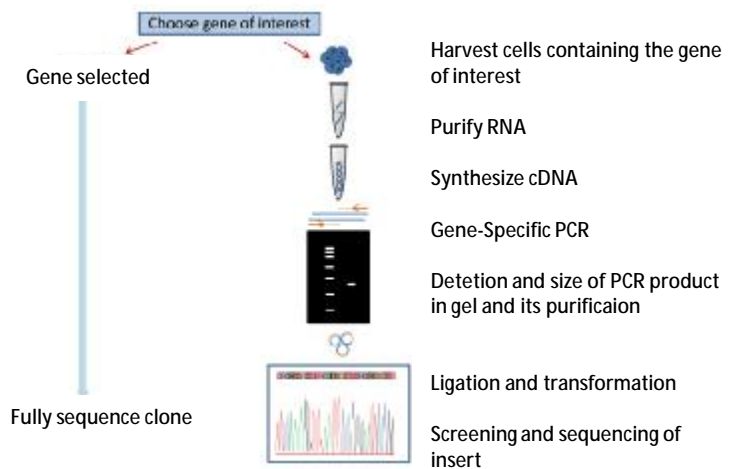 Choose gene of interest
Gene selected
Fully sequence clone
Harvest cells containing the gene
of interest
Purify RNA
Synthesize cDNA
Gene-Specific PCR
Detetion and size of PCR product
in gel and its purificaion
Ligation and transformation
Screening and sequencing of
insert